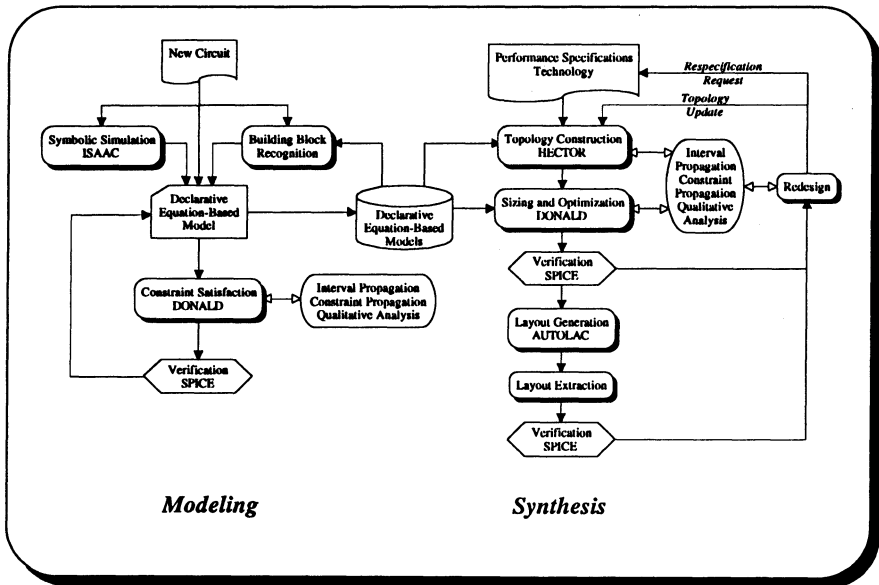 New Circuit
Symbolic Simulation
ISAAC
Building Block
Recognition
Declarative
Equation-Based
Model
Declarative
Equation-Based
Models
Constraint Satisfaction
DONALD
Interval Propagation
Constraint Propagation
Qualitative Analysis
Verification
SPICE
Modeling
Performance Specifications
Technology
Respecification
Request
Topology
Update
Topology Construction
HECTOR
Interval
Propagation
Constraint
Propagation
Qualitative
Analysis
Redesign
Sizing and Optimization
DONALD
Verification
SPICE
Layout Generation
AUTOLAC
Layout Extraction
Verification
SPICE
Synthesis